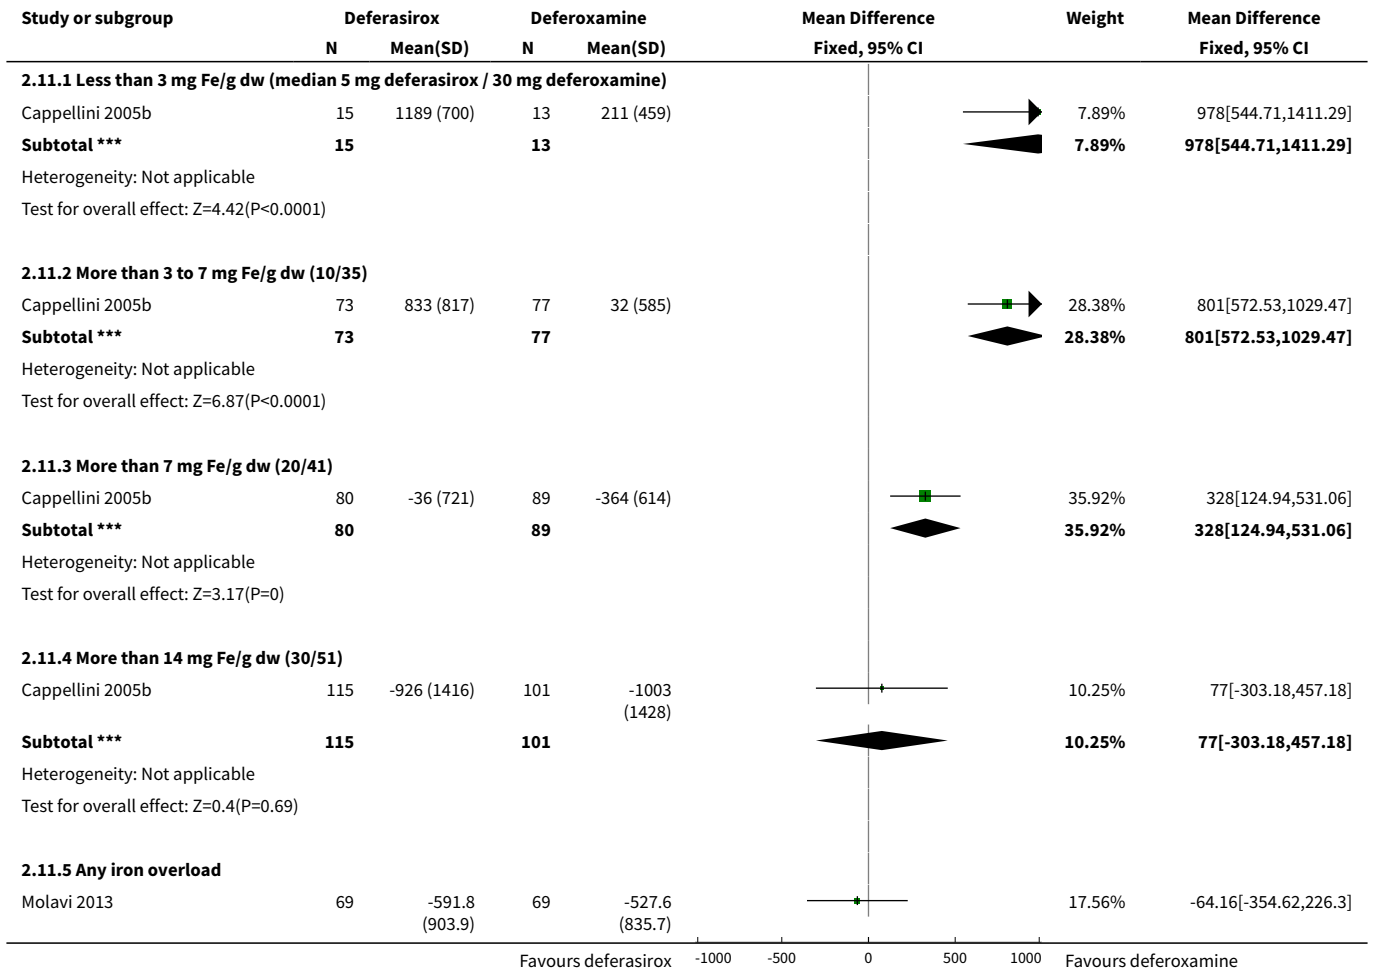 Study or subgroup Deferasirox Deferoxamine Mean Difference Weight Mean Difference
N Mean(SD) N Mean(SD) Fixed, 95% CI Fixed, 95% CI
2.11.1 Less than 3 mg Fe/g dw (median 5 mg deferasirox / 30 mg deferoxamine)
Cappellini 2005b 15 1189 (700) 13 211 (459) 7.89% 978[544.71,1411.29]
Subtotal *** 15 13 7.89% 978[544.71,1411.29]
Heterogeneity: Not applicable
Test for overall effect: Z=4.42(P<0.0001)
2.11.2 More than 3 to 7 mg Fe/g dw (10/35)
Cappellini 2005b 73 833 (817) 77 32 (585) 28.38% 801[572.53,1029.47]
Subtotal *** 73 77 28.38% 801[572.53,1029.47]
Heterogeneity: Not applicable
Test for overall effect: Z=6.87(P<0.0001)
2.11.3 More than 7 mg Fe/g dw (20/41)
Cappellini 2005b 80 -36 (721) 89 -364 (614) 35.92% 328[124.94,531.06]
Subtotal *** 80 89 35.92% 328[124.94,531.06]
Heterogeneity: Not applicable
Test for overall effect: Z=3.17(P=0)
2.11.4 More than 14 mg Fe/g dw (30/51)
Cappellini 2005b 115 -926 (1416) 101 -1003 10.25% 77[-303.18,457.18]
(1428)
Subtotal *** 115 101 10.25% 77[-303.18,457.18]
Heterogeneity: Not applicable
Test for overall effect: Z=0.4(P=0.69)
2.11.5 Any iron overload
Molavi 2013 69 -591.8 69 -527.6 17.56% -64.16[-354.62,226.3]
(903.9) (835.7)
Favours deferasirox -1000 -500 0 500 1000 Favours deferoxamine